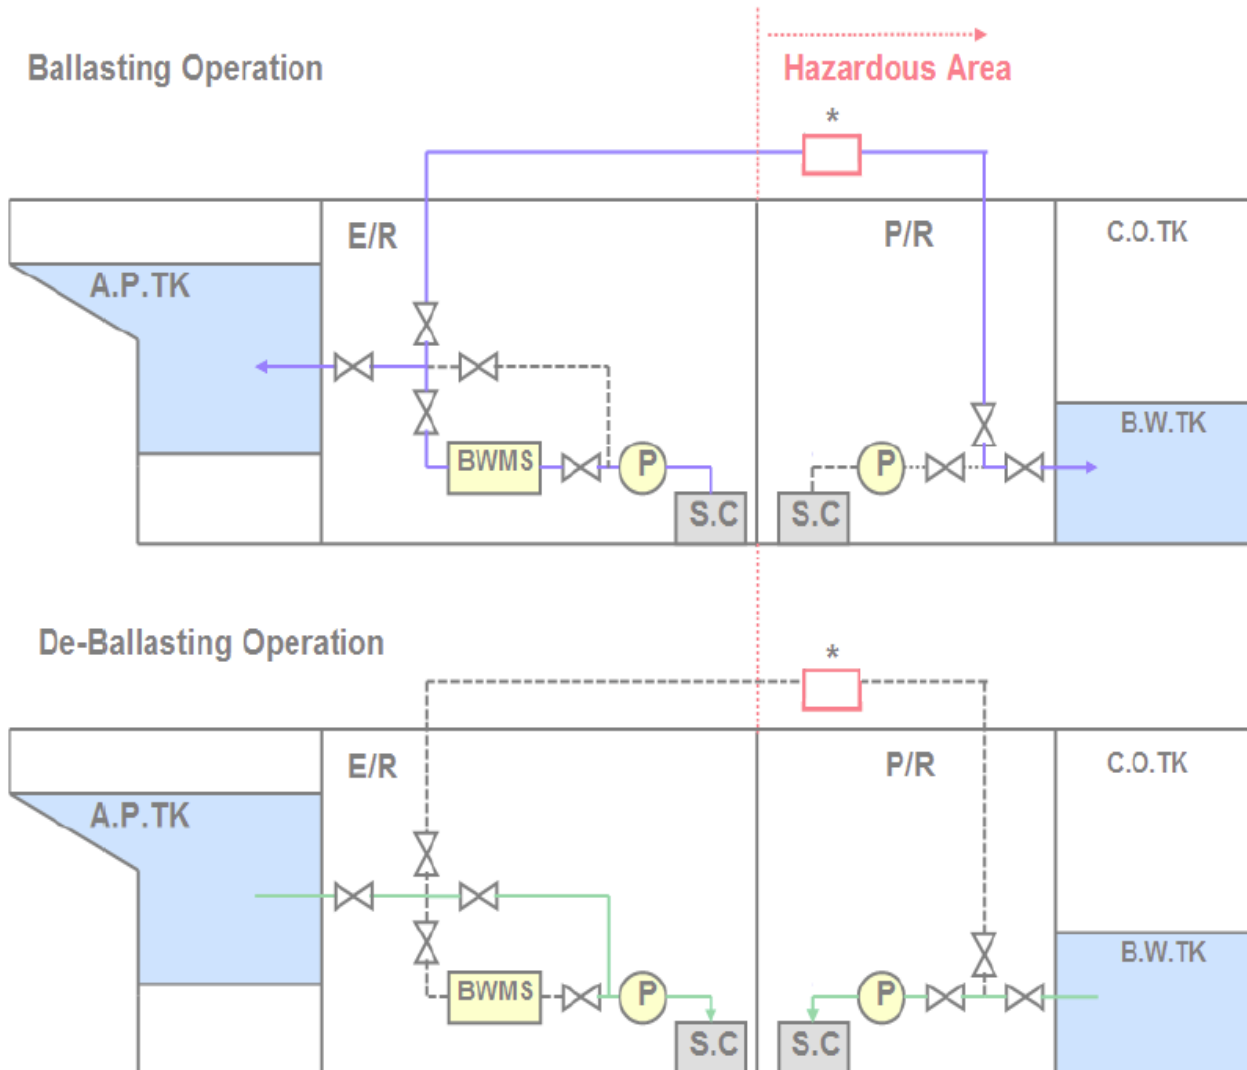 Ballasting Operation
Hazardous Area
*
E/R
P/R
C.O.TK
A.P.TK
B.W.TK
BWMS
P
P
S.C
S.C
De-Ballasting Operation
*
E/R
P/R
C.O.TK
A.P.TK
B.W.TK
BWMS
P
P
S.C
S.C